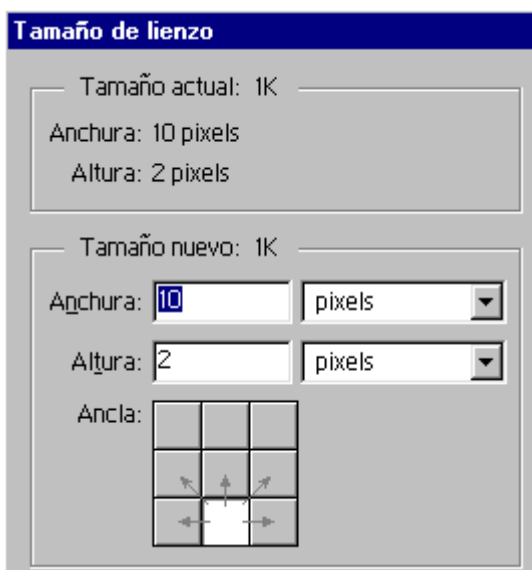 Tamaño de lienzo
Tamaño actual: 1K
Anchura: 10 pixels
Altura: 2 pixels
Tamaño nuevo: 1K
Anchura: 10 pixels
Altura: 2 pixels
Ancla: